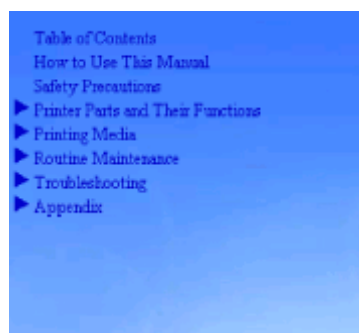 Table of Contents
How to Use This Manual
Safety Precautions
Printer Parts and Their Functions
Printing Media
Routine Maintenance
Troubleshooting
Appendix